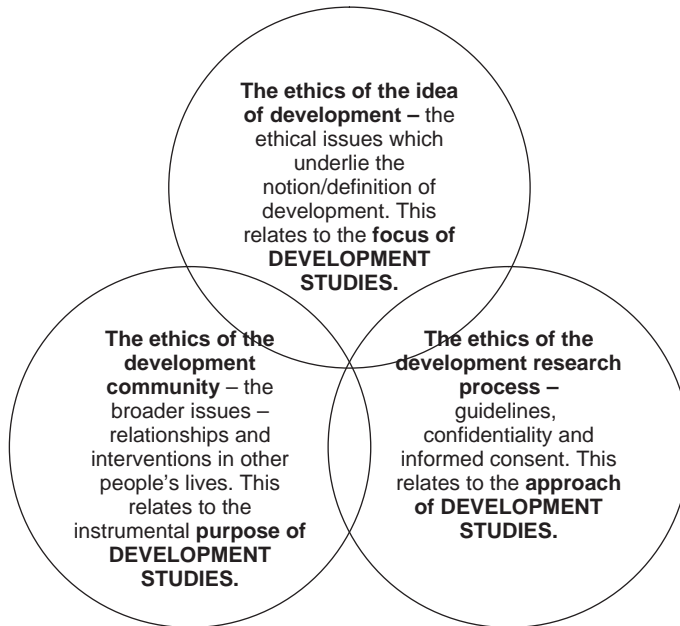 The ethics of the idea
of development – the
ethical issues which
underlie the
notion/definition of
development. This
relates to the focus of
DEVELOPMENT
STUDIES.
The ethics of the
development
community – the
broader issues –
relationships and
interventions in other
people's lives. This
relates to the
instrumental purpose of
DEVELOPMENT
STUDIES.
The ethics of the
development research
process –
guidelines,
confidentiality and
informed consent. This
relates to the approach
of DEVELOPMENT
STUDIES.